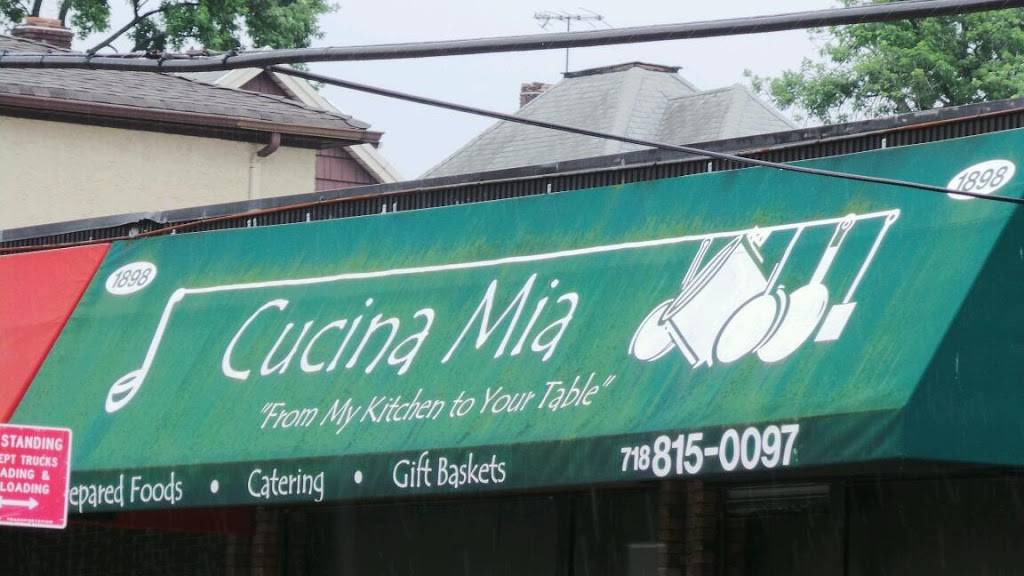 1898
1898
Cucina Mia
"From My Kitchen to Your Table"
718 815-0097
epared Foods • Catering • Gift Baskets
STANDING
EPT TRUCKS
ADING &
LOADING